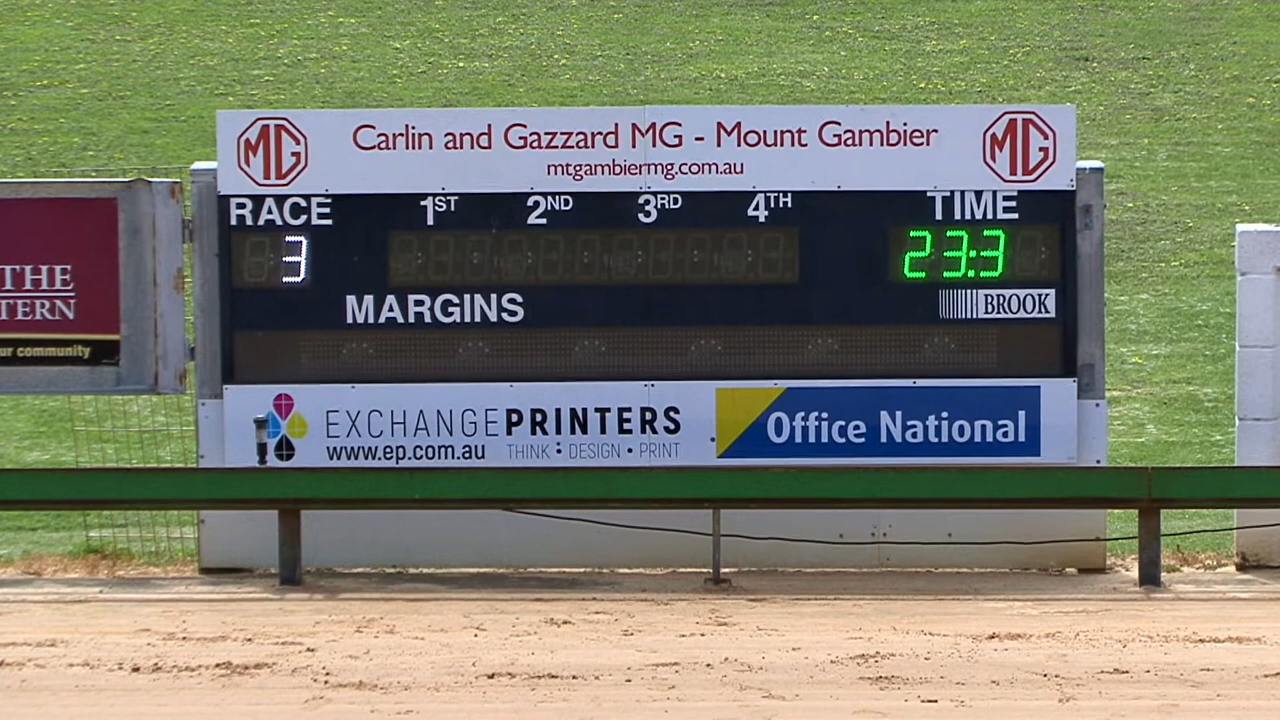 MG Carlin and Gazzard MG - Mount Gambier MG
mtgambiermg.com.au
RACE 1ST 2ND 3RD 4TH TIME
3 23:3
MARGINS BROOK
THE
TERN
ur community
EXCHANGEPRINTERS
www.ep.com.au THINK : DESIGN • PRINT
Office National